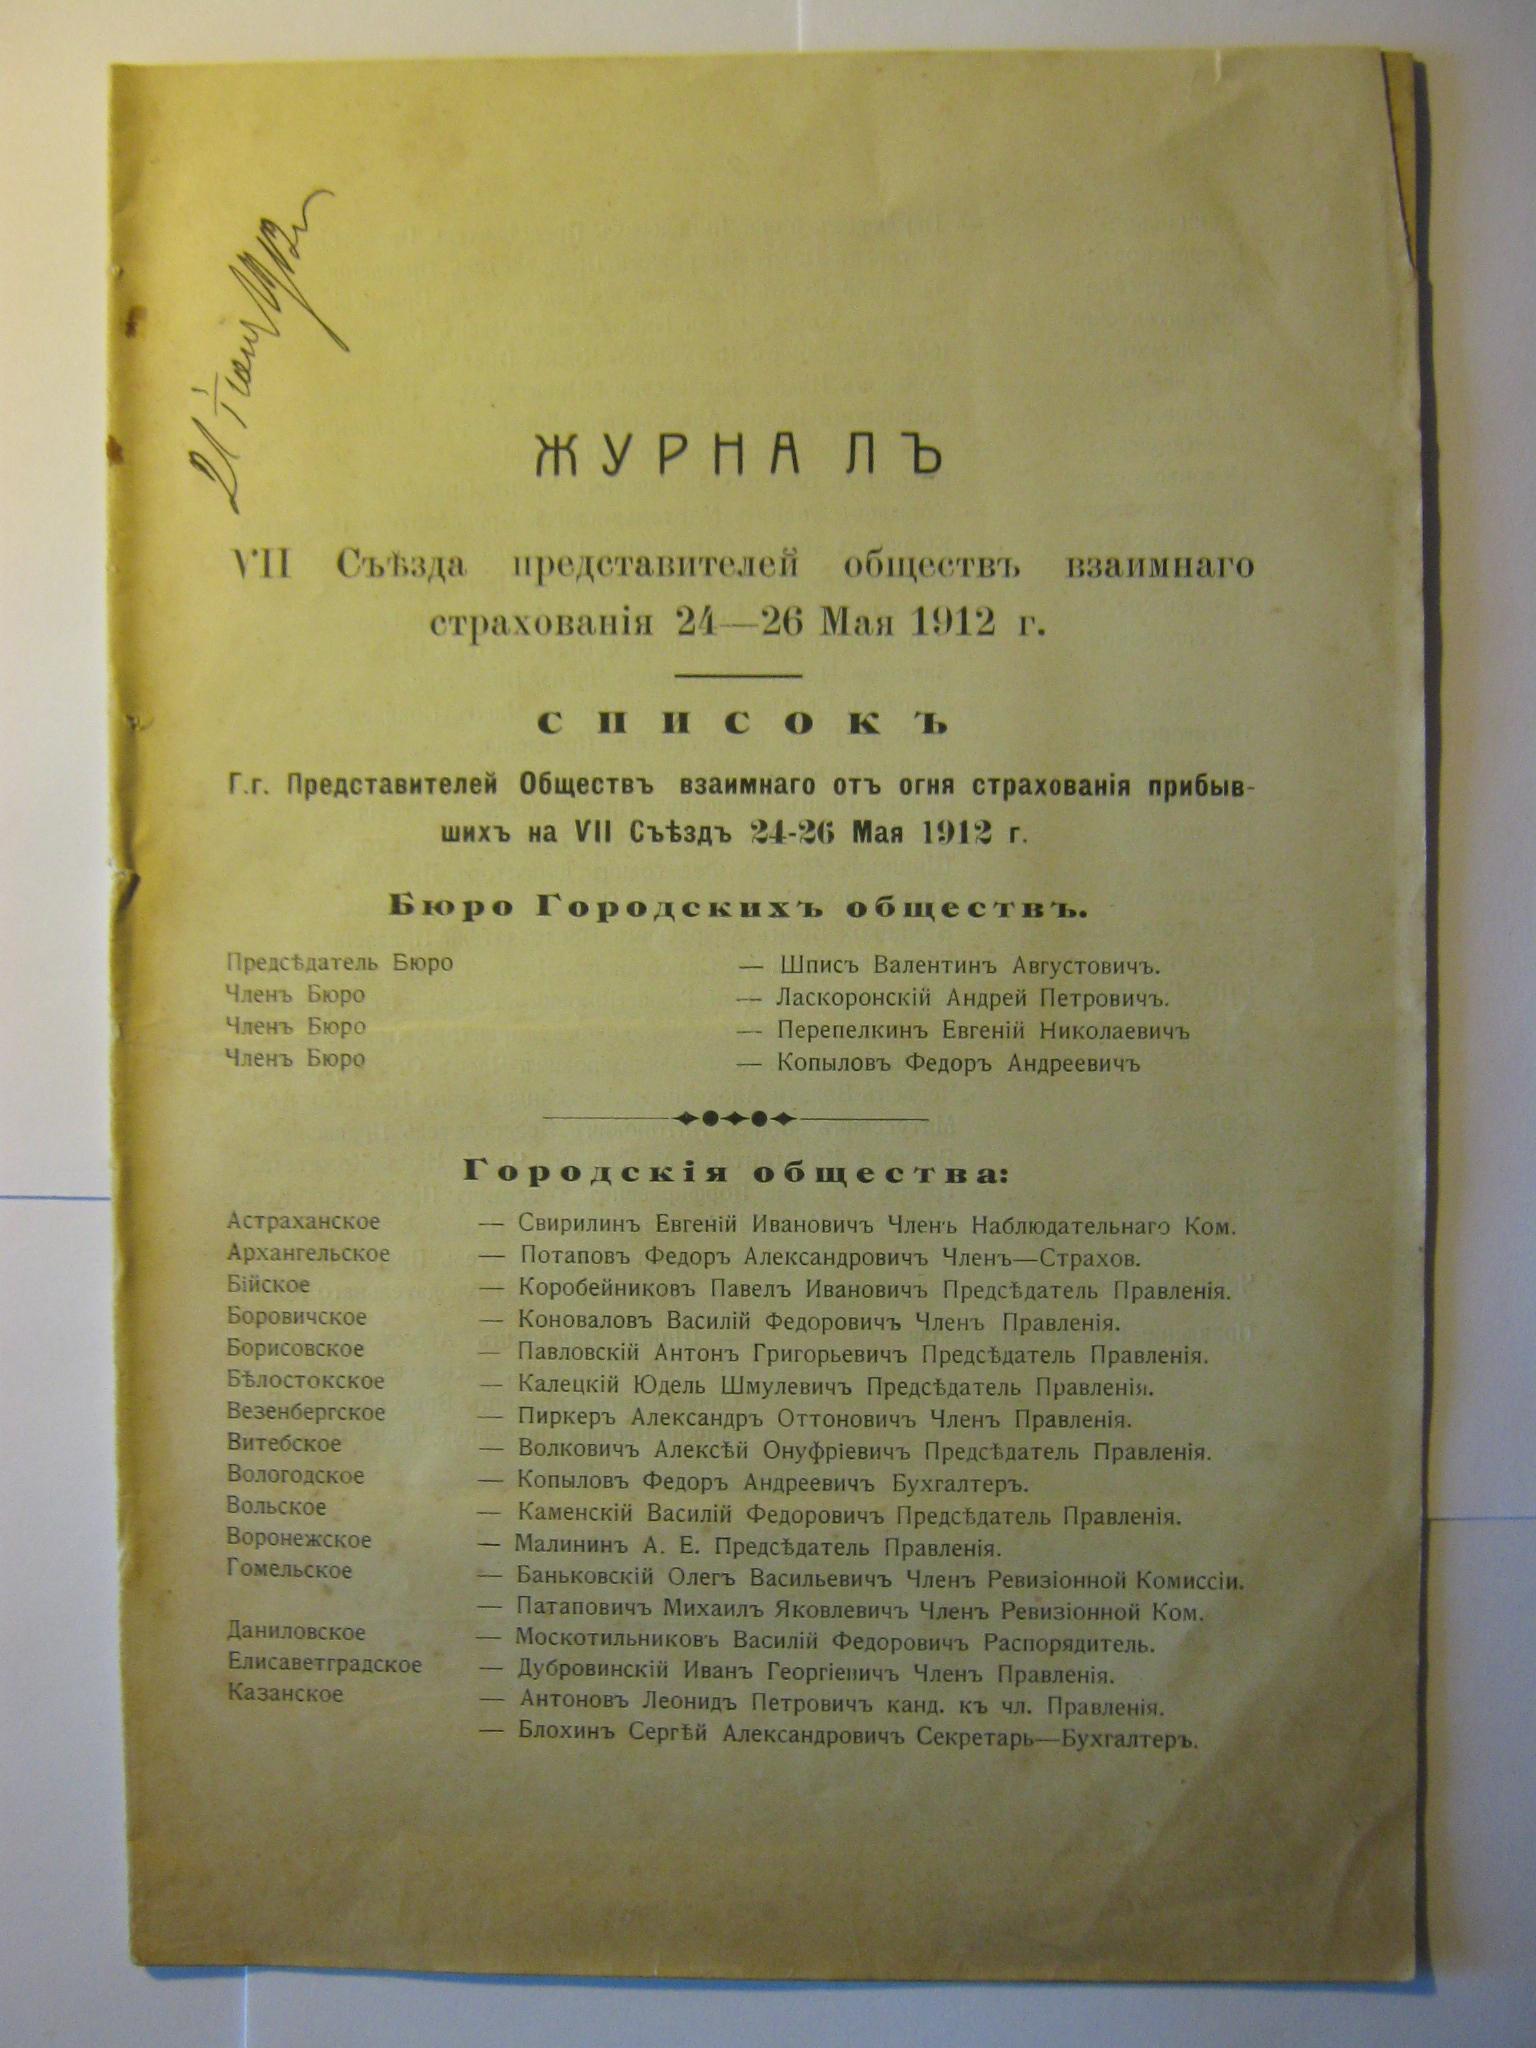 21
ЖУРНАЛЪ
VII Съѣзда представителей обществъ взаимнаго
страхованія 24—26 Мая 1912 г.
СПИСОКЪ
Г.г. Представителей Обществъ взаимнаго отъ огня страхованія прибыв-
шихъ на VII Съѣздъ 24-26 Мая 1912 г.
Бюро Городскихъ обществъ.
Предсѣдатель Бюро — Шписъ Валентинъ Августовичъ.
Членъ Бюро — Ласкоронскій Андрей Петровичъ.
Членъ Бюро — Перепелкинъ Евгеній Николаевичъ
Членъ Бюро — Копыловъ Федоръ Андреевичъ
Городскія общества:
Астраханское — Свирилинъ Евгеній Ивановичъ Членъ Наблюдательнаго Ком.
Архангельское — Потаповъ Федоръ Александровичъ Членъ—Страхов.
Бійское — Коробейниковъ Павелъ Ивановичъ Предсѣдатель Правленія.
Боровичское — Коноваловъ Василій Федоровичъ Членъ Правленія.
Борисовское — Павловскій Антонъ Григорьевичъ Предсѣдатель Правленія.
Бѣлостокское — Калецкій Юдель Шмулевичъ Предсѣдатель Правленія.
Везенбергское — Пиркеръ Александръ Оттоновичъ Членъ Правленія.
Витебское — Волковичъ Алексѣй Онуфріевичъ Предсѣдатель Правленія.
Вологодское — Копыловъ Федоръ Андреевичъ Бухгалтеръ.
Вольское — Каменскій Василій Федоровичъ Предсѣдатель Правленія.
Воронежское — Малининъ А. Е. Предсѣдатель Правленія.
Гомельское — Баньковскій Олегъ Васильевичъ Членъ Ревизіонной Комиссіи.
— Патаповичъ Михаилъ Яковлевичъ Членъ Ревизіонной Ком.
Даниловское — Москотильниковъ Василій Федоровичъ Распорядитель.
Елисаветградское — Дубровинскій Иванъ Георгіевичъ Членъ Правленія.
Казанское — Антоновъ Леонидъ Петровичъ канд. къ чл. Правленія.
— Блохинъ Сергѣй Александровичъ Секретарь—Бухгалтеръ.